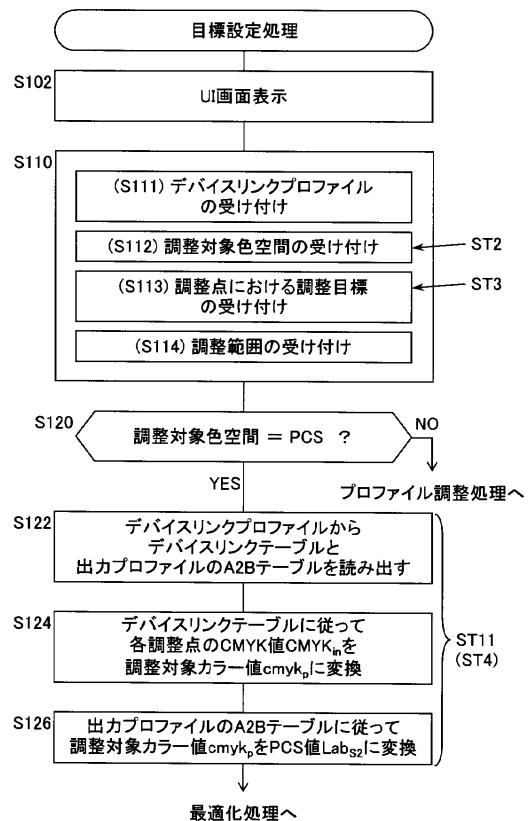 目標設定処理
S102
UI画面表示
S110
(S111) デバイスリンクプロファイル
の受け付け
(S112) 調整対象色空間の受け付け
ST2
(S113) 調整点における調整目標
の受け付け
ST3
(S114) 調整範囲の受け付け
S120
調整対象色空間 = PCS ?
NO
YES
プロファイル調整処理へ
S122
デバイスリンクプロファイルから
デバイスリンクテーブルと
出力プロファイルのA2Bテーブルを読み出す
S124
デバイスリンクテーブルに従って
各調整点のCMYK値CMYKinを
調整対象カラー値cmykpに変換
ST11
(ST4)
S126
出力プロファイルのA2Bテーブルに従って
調整対象カラー値cmykpをPCS値LabS2に変換
最適化処理へ